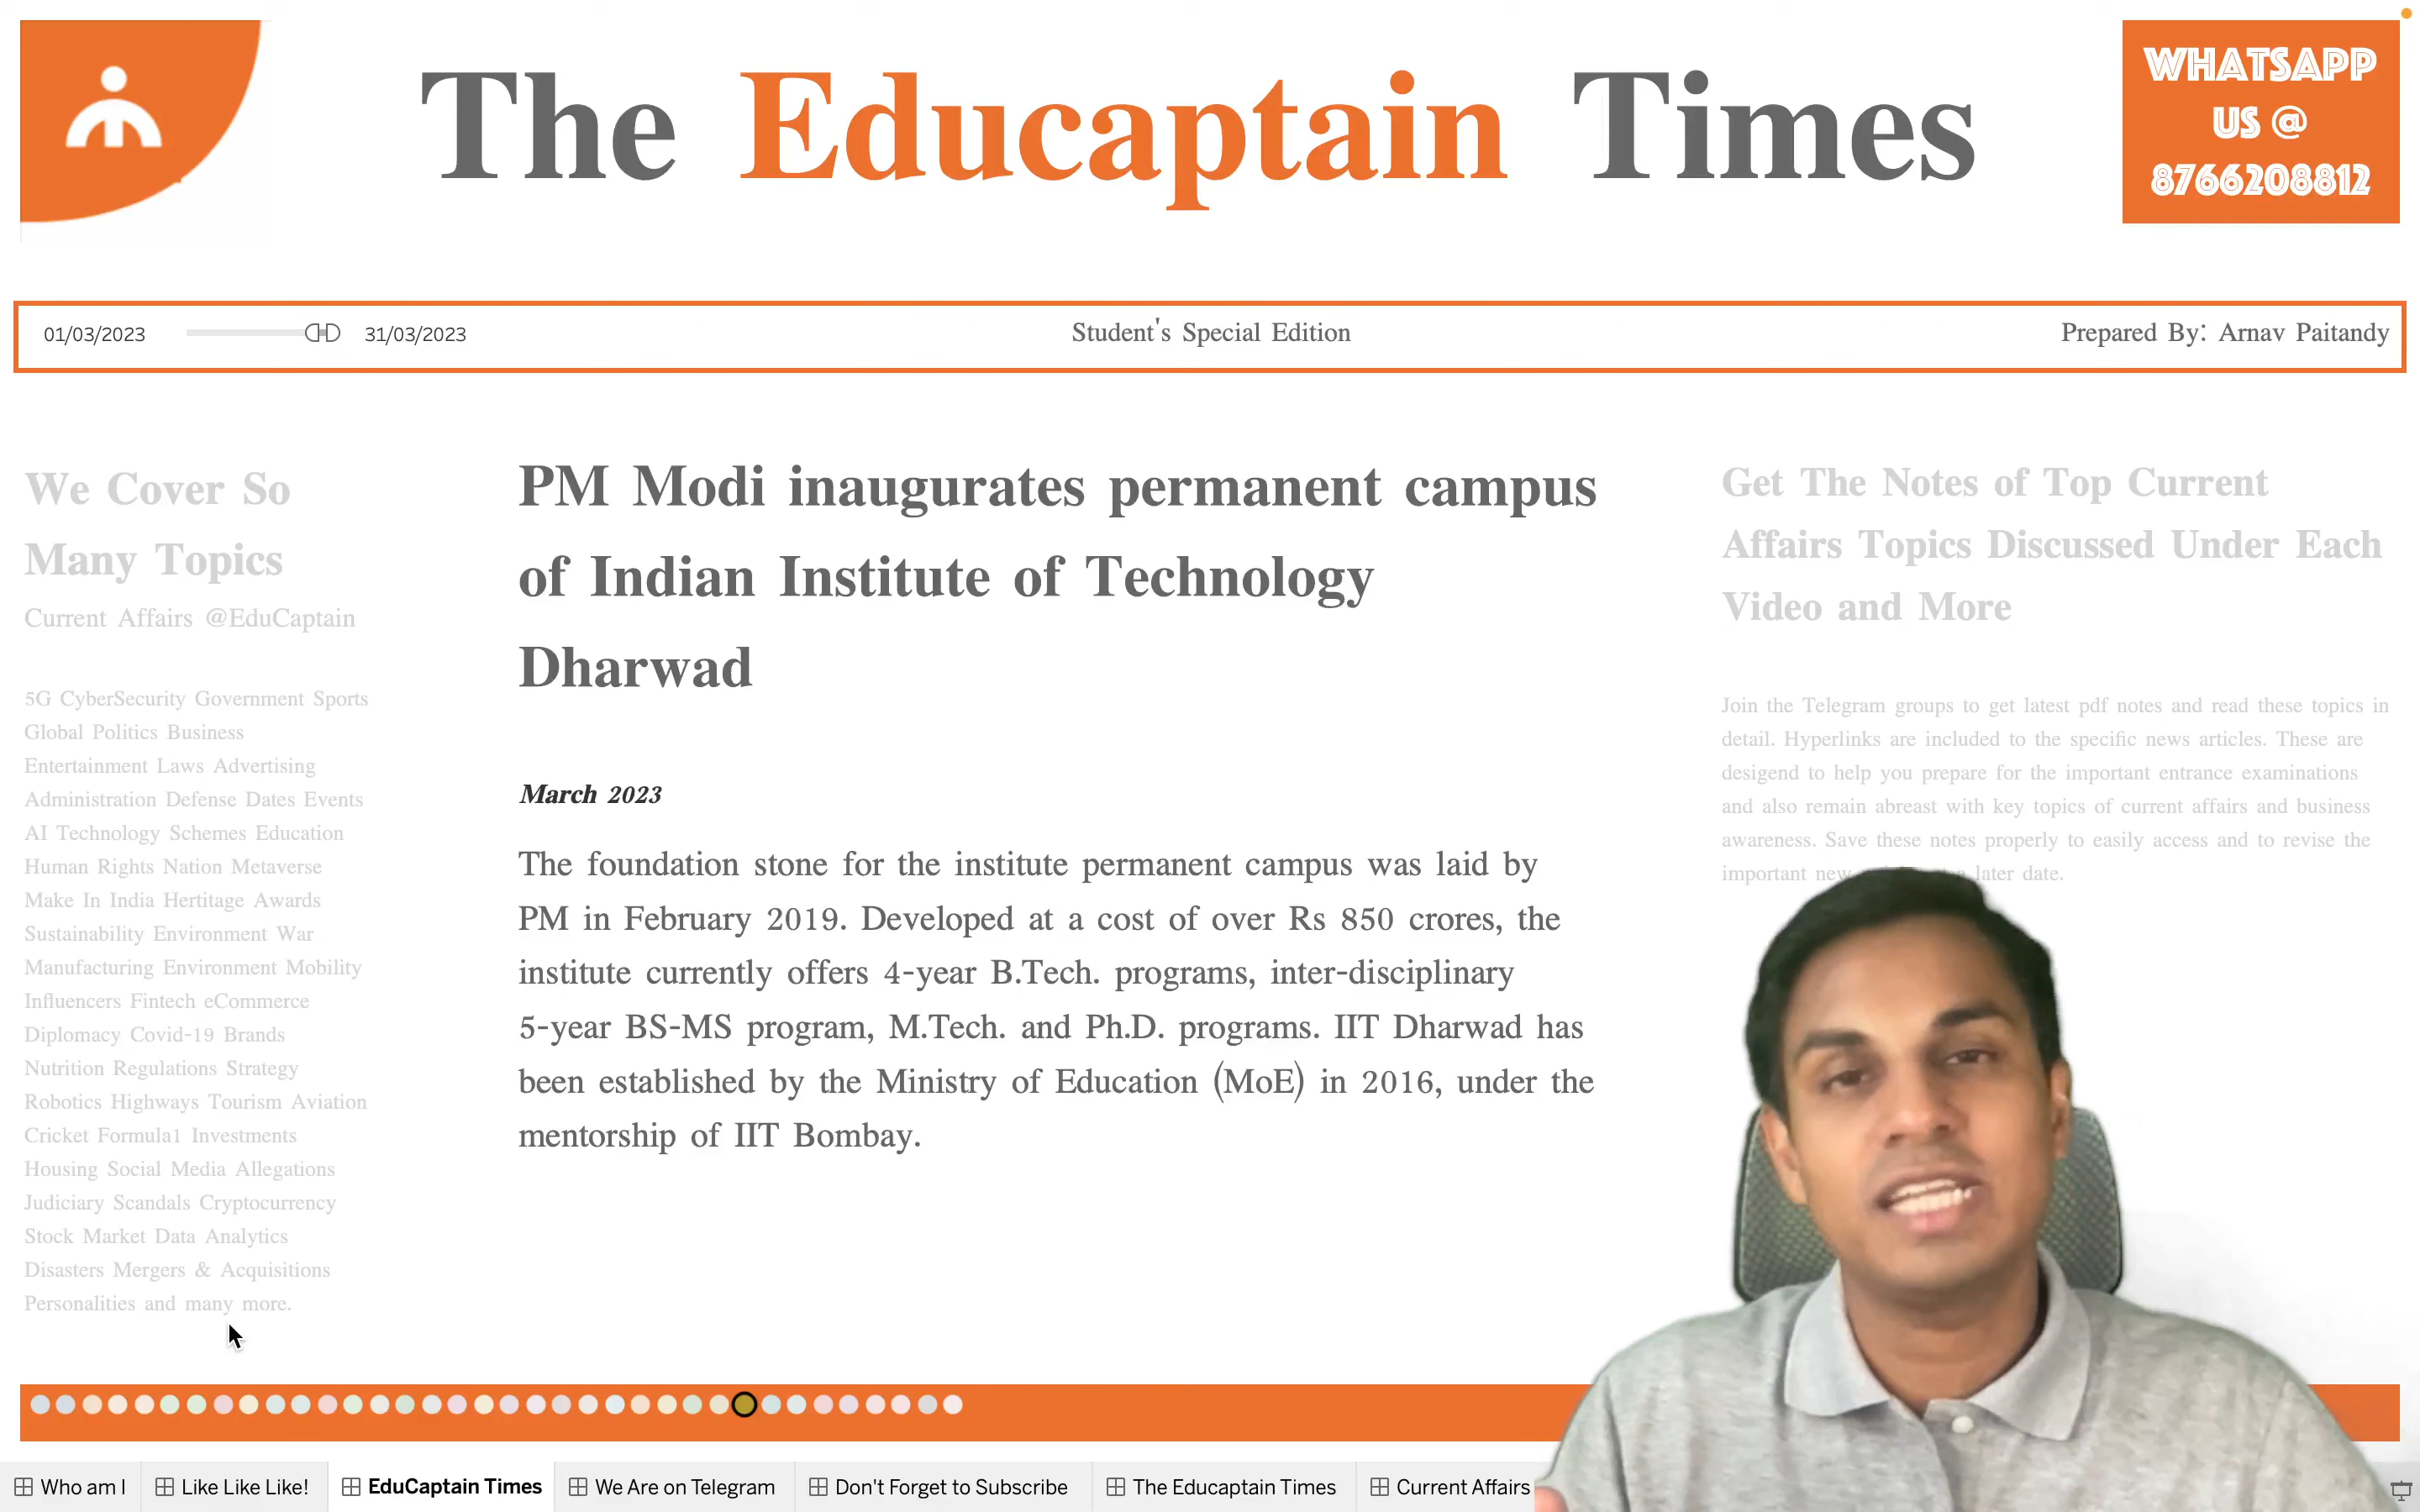 The Educaptain Times
WHATSAPP
US @
8766208812
01/03/2023
31/03/2023
Student's Special Edition
Prepared By: Arnav Paitandy
We Cover So
Many Topics
Current Affairs @EduCaptain
5G CyberSecurity Government Sports
Global Politics Business
Entertainment Laws Advertising
Administration Defense Dates Events
AI Technology Schemes Education
Human Rights Nation Metaverse
Make In India Hertitage Awards
Sustainability Environment War
Manufacturing Environment Mobility
Influencers Fintech eCommerce
Diplomacy Covid-19 Brands
Nutrition Regulations Strategy
Robotics Highways Tourism Aviation
Cricket Formula1 Investments
Housing Social Media Allegations
Judiciary Scandals Cryptocurrency
Stock Market Data Analytics
Disasters Mergers & Acquisitions
Personalities and many more.
PM Modi inaugurates permanent campus
of Indian Institute of Technology
Dharwad
March 2023
The foundation stone for the institute permanent campus was laid by
PM in February 2019. Developed at a cost of over Rs 850 crores, the
institute currently offers 4-year B.Tech. programs, inter-disciplinary
5-year BS-MS program, M.Tech. and Ph.D. programs. IIT Dharwad has
been established by the Ministry of Education (MoE) in 2016, under the
mentorship of IIT Bombay.
Get The Notes of Top Current
Affairs Topics Discussed Under Each
Video and More
Join the Telegram groups to get latest pdf notes and read these topics in
detail. Hyperlinks are included to the specific news articles. These are
desigend to help you prepare for the important entrance examinations
and also remain abreast with key topics of current affairs and business
awareness. Save these notes properly to easily access and to revise the
important new later date.
Who am I
Like Like Like!
EduCaptain Times
We Are on Telegram
Don't Forget to Subscribe
The Educaptain Times
Current Affairs